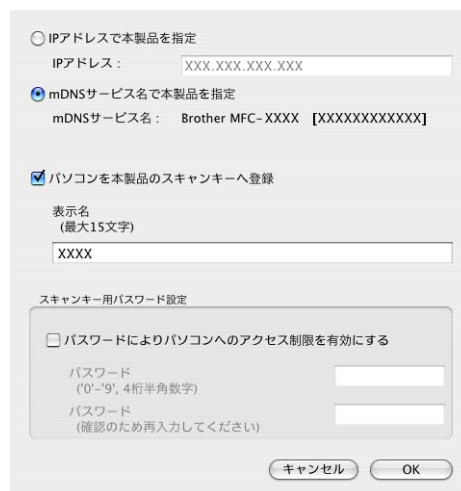 IPアドレスで本製品を指定
IPアドレス： XXX.XXX.XXX.XXX
mDNSサービス名で本製品を指定
mDNSサービス名： Brother MFC-XXXX [XXXXXXXXXXXX]
パソコンを本製品のスキャンキーへ登録
表示名
(最大15文字)
XXXX
スキャンキー用パスワード設定
パスワードによりパソコンへのアクセス制限を有効にする
パスワード
('0'-'9', 4桁半角数字)
パスワード
(確認のため再入力してください)
キャンセル OK